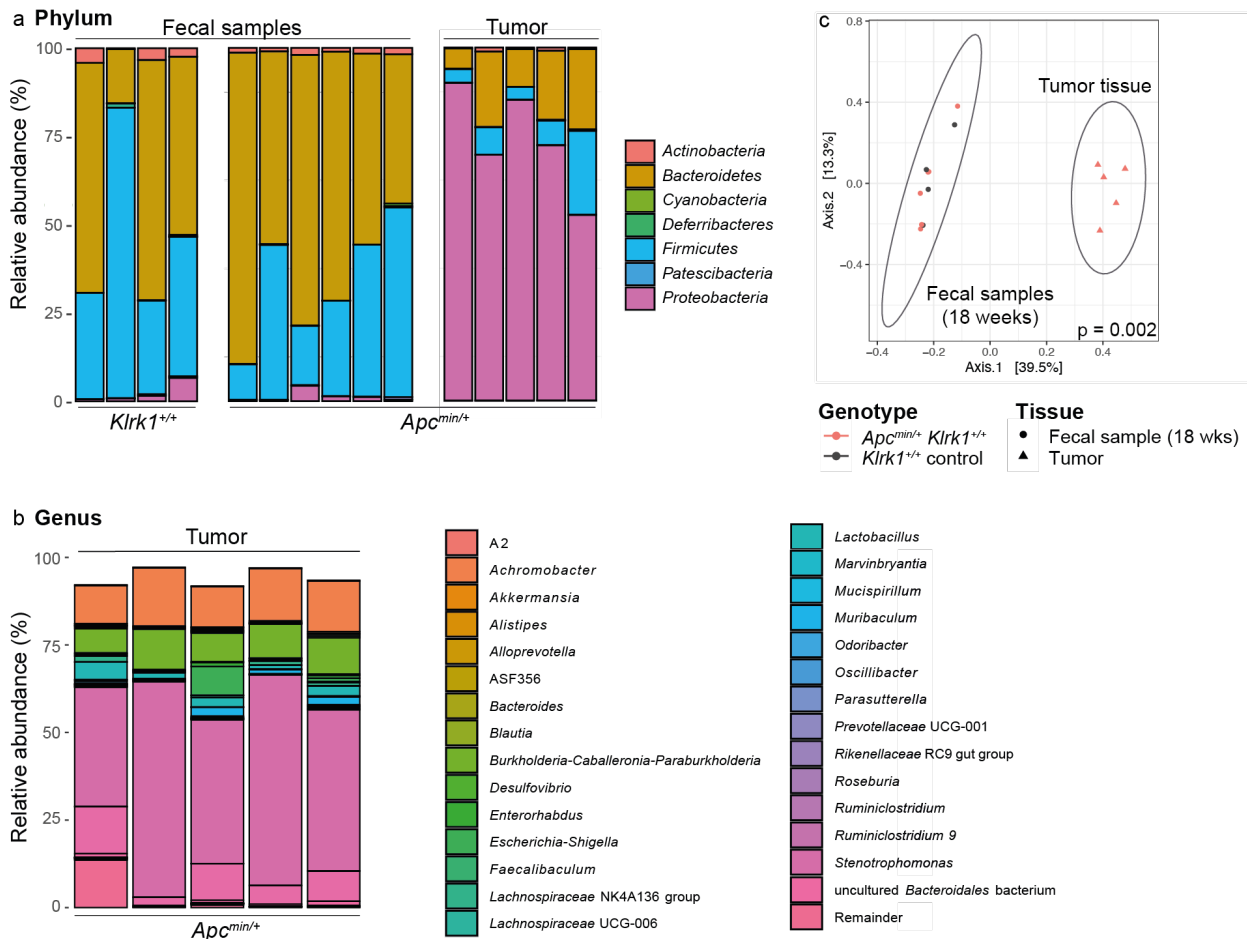 a Phylum
Fecal samples
Tumor
Relative abundance (%)
100
75
50
25
0
Klrk1+/+
Apcmin/+
Actinobacteria
Bacteroidetes
Cyanobacteria
Deferribacteres
Firmicutes
Patescibacteria
Proteobacteria
c
0.8
0.4
0.0
−0.4
Axis.2 [13.3%]
Tumor tissue
Fecal samples
(18 weeks)
p = 0.002
−0.4
−0.2
0.0
0.2
0.4
Axis.1 [39.5%]
Genotype
Apcmin/+ Klrk1+/+
Klrk1+/+ control
Tissue
Fecal sample (18 wks)
Tumor
b Genus
Tumor
Relative abundance (%)
100
75
50
25
0
Apcmin/+
A2
Achromobacter
Akkermansia
Alistipes
Alloprevotella
ASF356
Bacteroides
Blautia
Burkholderia-Caballeronia-Paraburkholderia
Desulfovibrio
Enterorhabdus
Escherichia-Shigella
Faecalibaculum
Lachnospiraceae NK4A136 group
Lachnospiraceae UCG-006
Lactobacillus
Marvinbryantia
Mucispirillum
Muribaculum
Odoribacter
Oscillibacter
Parasutterella
Prevotellaceae UCG-001
Rikenellaceae RC9 gut group
Roseburia
Ruminiclostridium
Ruminiclostridium 9
Stenotrophomonas
uncultured Bacteroidales bacterium
Remainder